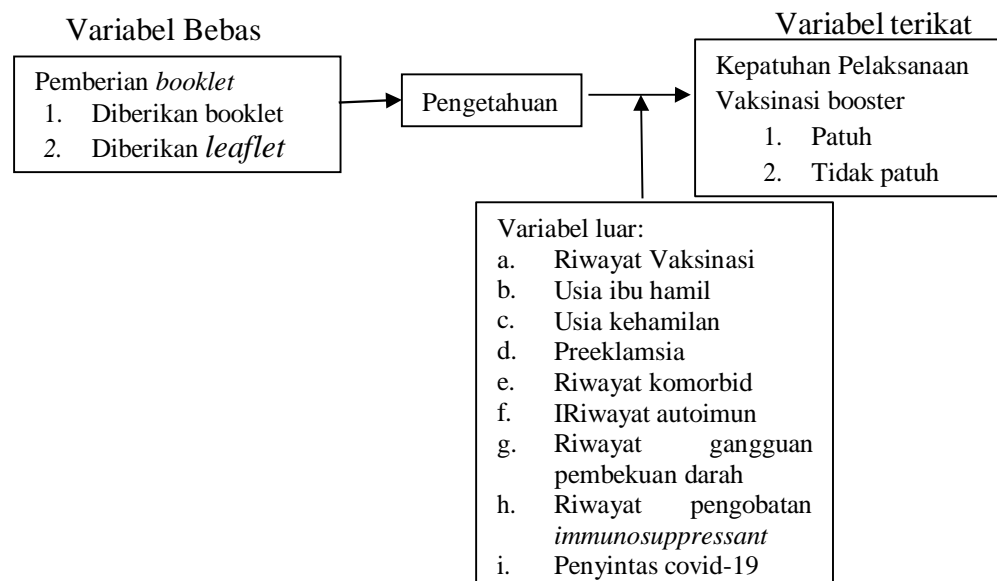 Variabel Bebas
Pemberian booklet
1. Diberikan booklet
2. Diberikan leaflet
Pengetahuan
Variabel terikat
Kepatuhan Pelaksanaan
Vaksinasi booster
1. Patuh
2. Tidak patuh
Variabel luar:
a. Riwayat Vaksinasi
b. Usia ibu hamil
c. Usia kehamilan
d. Preeklamsia
e. Riwayat komorbid
f. IRiwayat autoimun
g. Riwayat gangguan
pembekuan darah
h. Riwayat pengobatan
immunosuppressant
i. Penyintas covid-19